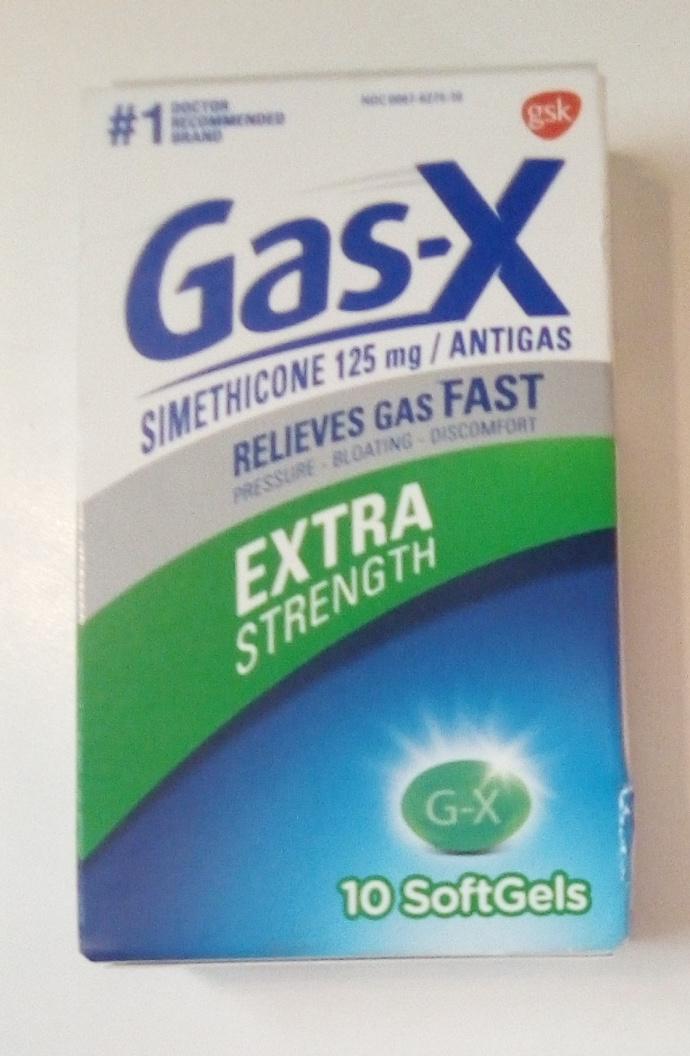 #1 DOCTOR
RECOMMENDED
BRAND
gsk
Gas-X
SIMETHICONE 125 mg / ANTIGAS
RELIEVES GAS FAST
PRESSURE - BLOATING - DISCOMFORT
EXTRA
STRENGTH
G-X
10 SoftGels